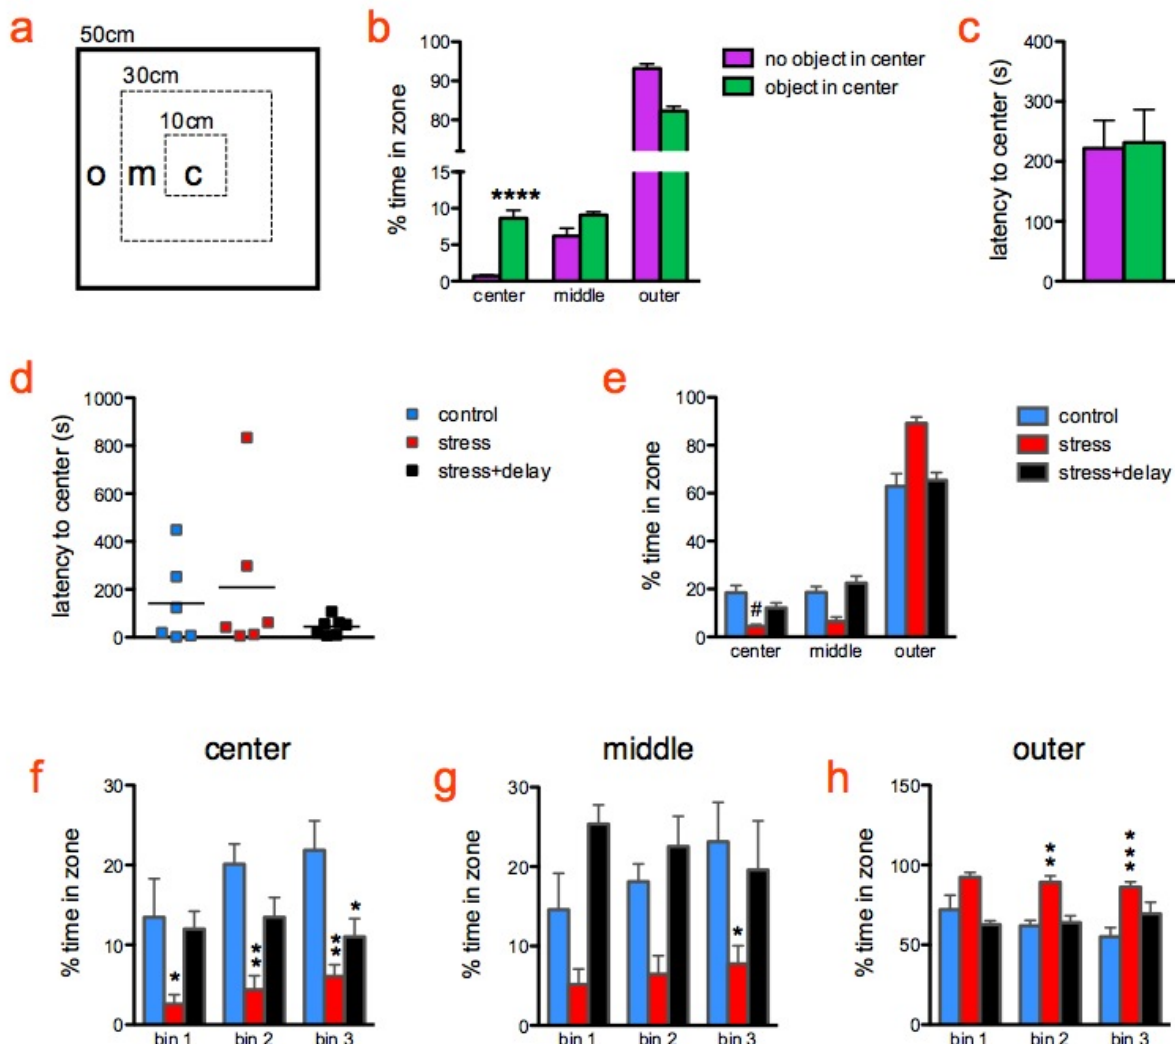 a
50cm
30cm
10cm
o m c
b
% time in zone
100
90
80
15
10
5
0
****
center middle outer
no object in center
object in center
c
latency to center (s)
400
300
200
100
0
d
latency to center (s)
1000
800
600
400
200
0
control
stress
stress+delay
e
% time in zone
100
80
60
40
20
0
#
center middle outer
control
stress
stress+delay
f
center
% time in zone
30
20
10
0
*
**
**
*
bin 1 bin 2 bin 3
g
middle
% time in zone
30
20
10
0
*
bin 1 bin 2 bin 3
h
outer
% time in zone
150
100
50
0
**
***
bin 1 bin 2 bin 3